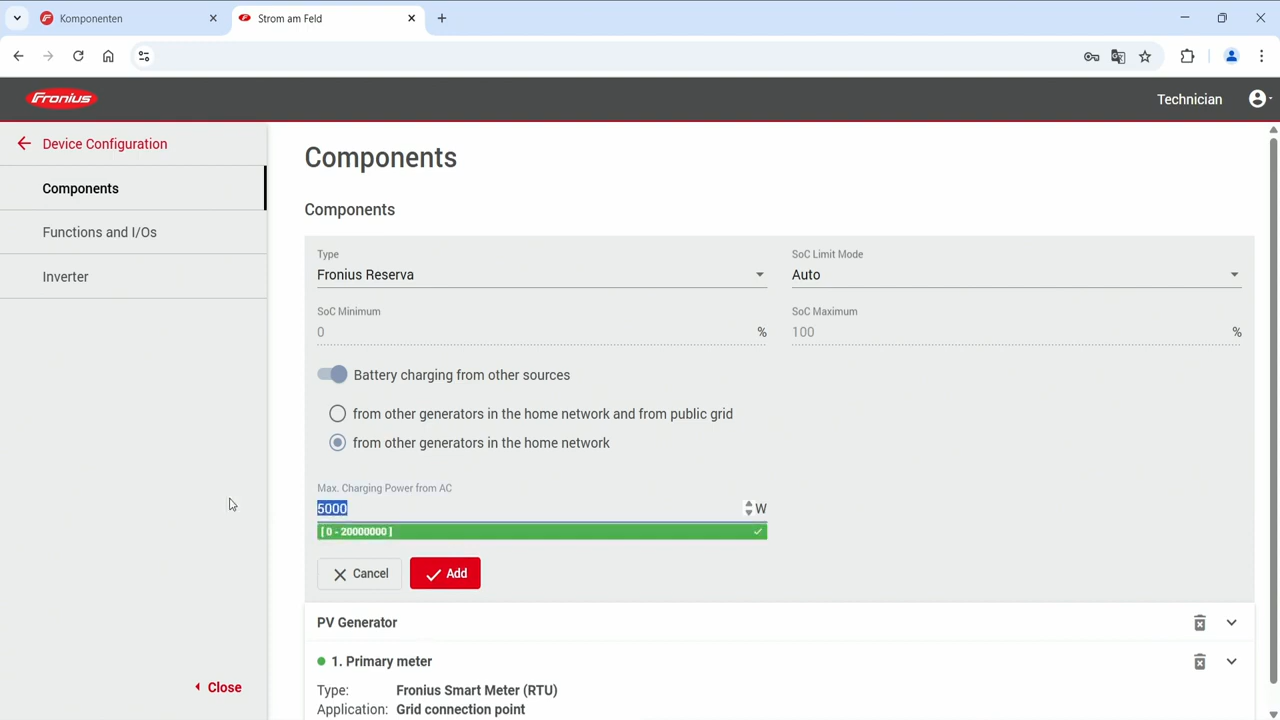 Komponenten
Strom am Feld
Fronius
Technician
Device Configuration
Components
Functions and I/Os
Inverter
Close
Components
Components
Type
Fronius Reserva
SoC Limit Mode
Auto
SoC Minimum
0 %
SoC Maximum
100 %
Battery charging from other sources
from other generators in the home network and from public grid
from other generators in the home network
Max. Charging Power from AC
5000 W
[ 0 - 20000000 ]
Cancel
Add
PV Generator
1. Primary meter
Type: Fronius Smart Meter (RTU)
Application: Grid connection point